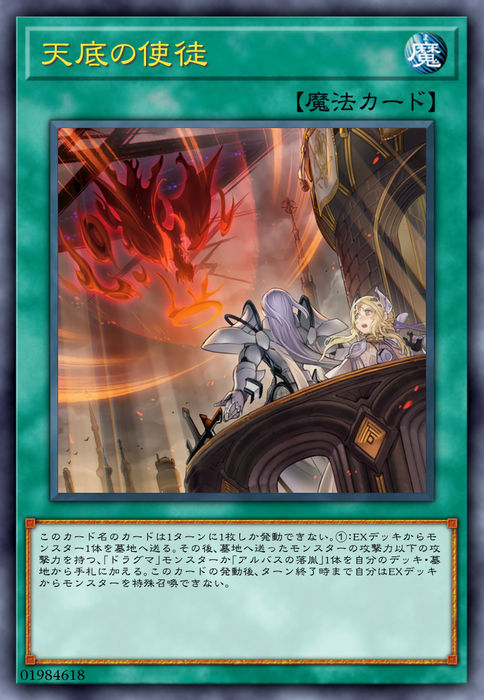 天底の使徒
魔
【魔法カード】
このカード名のカードは1ターンに1枚しか発動できない。①:EXデッキからモ
ンスター1体を墓地へ送る。その後、墓地へ送ったモンスターの攻撃力以下の攻
撃力を持つ、「ドラグマ」モンスターか「アルバスの落胤」1体を自分のデッキ・墓
地から手札に加える。このカードの発動後、ターン終了時まで自分はEXデッキ
からモンスターを特殊召喚できない。
01984618